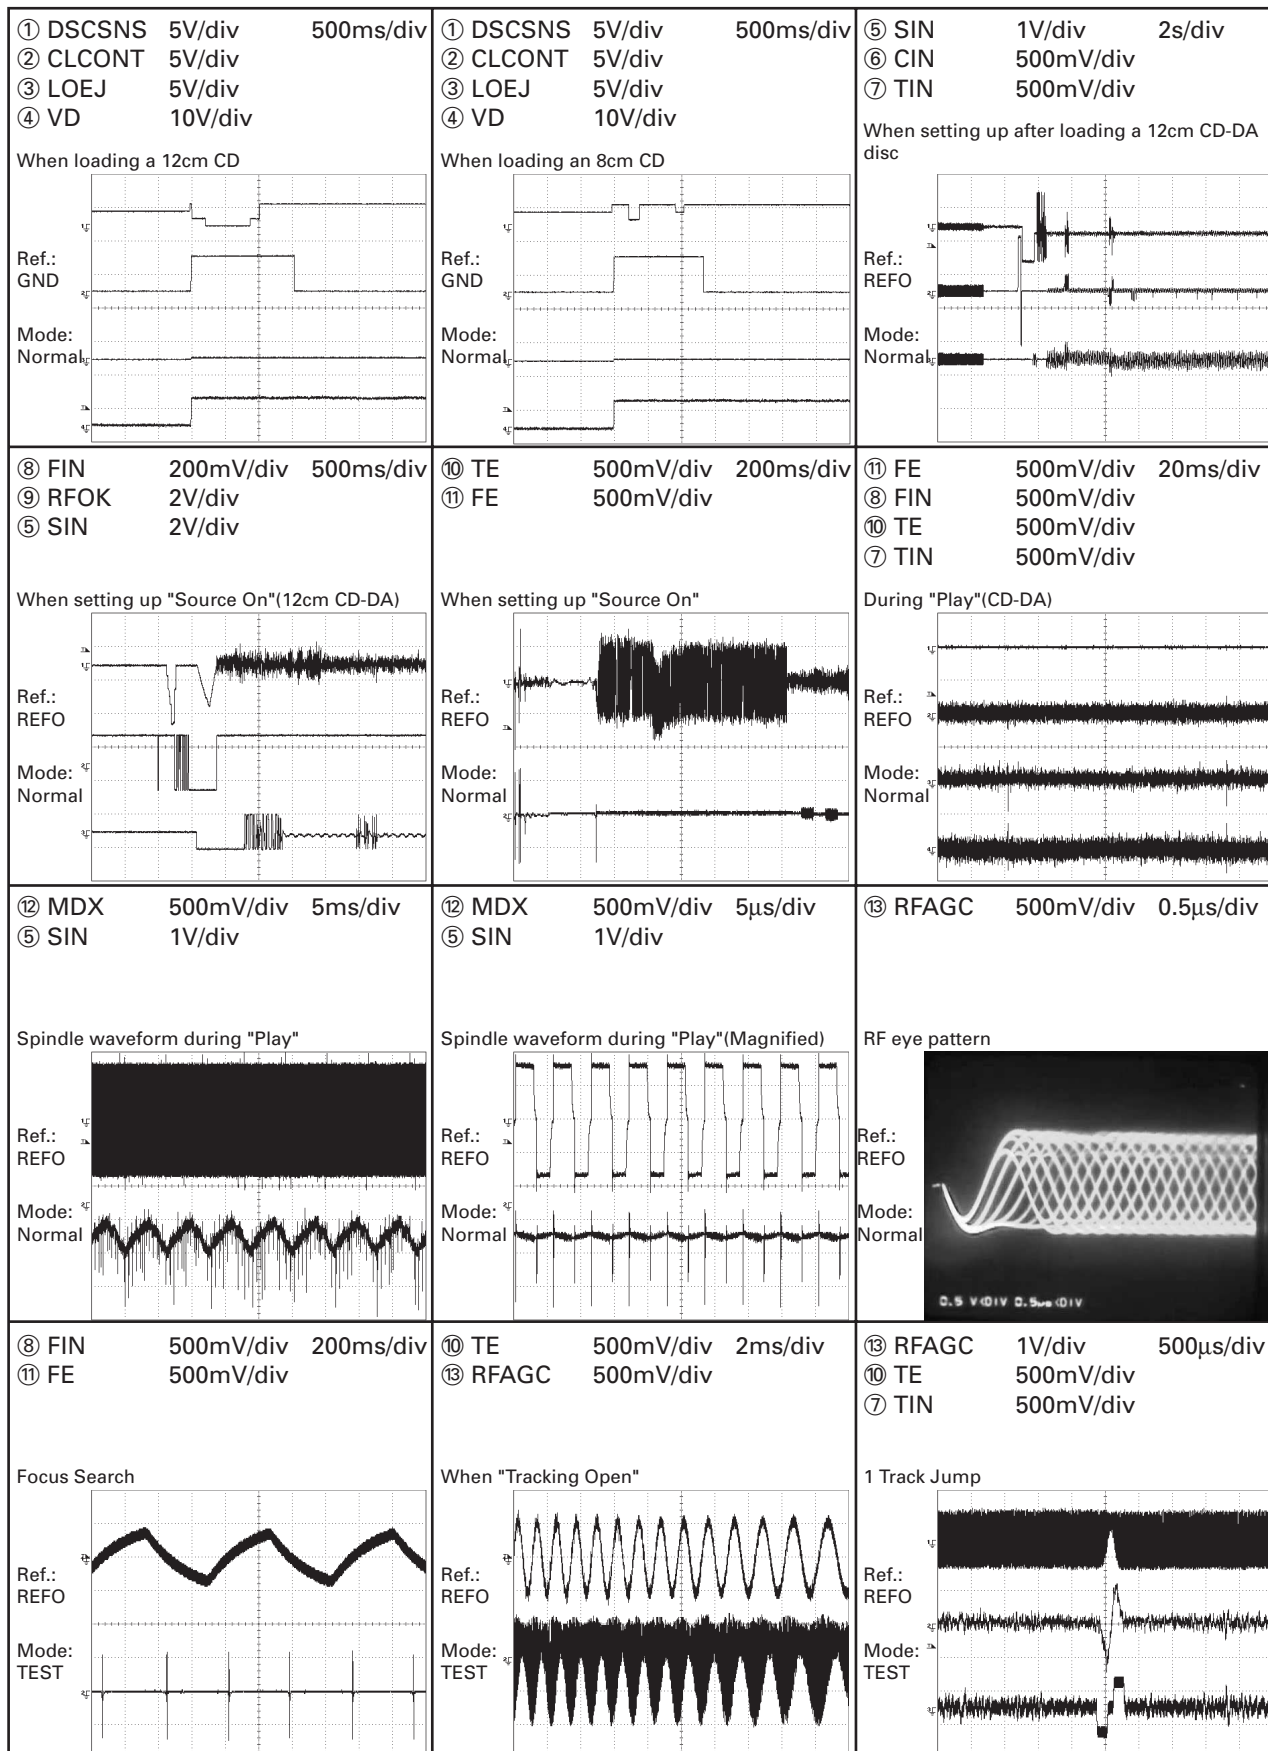 ① DSCSNS 5V/div 500ms/div
② CLCONT 5V/div
③ LOEJ 5V/div
④ VD 10V/div
When loading a 12cm CD
Ref.:
GND
Mode:
Normal
① DSCSNS 5V/div 500ms/div
② CLCONT 5V/div
③ LOEJ 5V/div
④ VD 10V/div
When loading an 8cm CD
Ref.:
GND
Mode:
Normal
⑤ SIN 1V/div 2s/div
⑥ CIN 500mV/div
⑦ TIN 500mV/div
When setting up after loading a 12cm CD-DA
disc
Ref.:
REFO
Mode:
Normal
⑧ FIN 200mV/div 500ms/div
⑨ RFOK 2V/div
⑤ SIN 2V/div
When setting up "Source On"(12cm CD-DA)
Ref.:
REFO
Mode:
Normal
⑩ TE 500mV/div 200ms/div
⑪ FE 500mV/div
When setting up "Source On"
Ref.:
REFO
Mode:
Normal
⑪ FE 500mV/div 20ms/div
⑧ FIN 500mV/div
⑩ TE 500mV/div
⑦ TIN 500mV/div
During "Play"(CD-DA)
Ref.:
REFO
Mode:
Normal
⑫ MDX 500mV/div 5ms/div
⑤ SIN 1V/div
Spindle waveform during "Play"
Ref.:
REFO
Mode:
Normal
⑫ MDX 500mV/div 5μs/div
⑤ SIN 1V/div
Spindle waveform during "Play"(Magnified)
Ref.:
REFO
Mode:
Normal
⑬ RFAGC 500mV/div 0.5μs/div
RF eye pattern
Ref.:
REFO
Mode:
Normal
⑧ FIN 500mV/div 200ms/div
⑪ FE 500mV/div
Focus Search
Ref.:
REFO
Mode:
TEST
⑩ TE 500mV/div 2ms/div
⑬ RFAGC 500mV/div
When "Tracking Open"
Ref.:
REFO
Mode:
TEST
⑬ RFAGC 1V/div 500μs/div
⑩ TE 500mV/div
⑦ TIN 500mV/div
1 Track Jump
Ref.:
REFO
Mode:
TEST